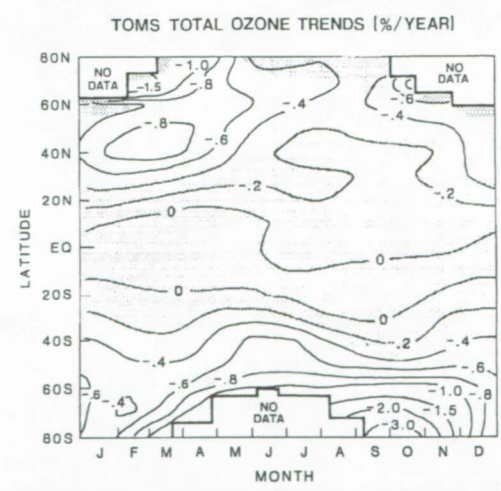 TOMS TOTAL OZONE TRENDS (%/YEAR)
80N
60N
40N
20N
EQ
20S
40S
60S
80S
LATITUDE
NO DATA
-1.0
-1.5
-.8
NO DATA
-.6
-.4
-.4
-.8
-.6
-.2
-.2
0
0
0
0
-.2
-.4
-.4
-.6
-.6
-.8
.6
-.4
NO DATA
-1.0
-.8
-2.0
-1.5
-3.0
J F M A M J J A S O N D
MONTH